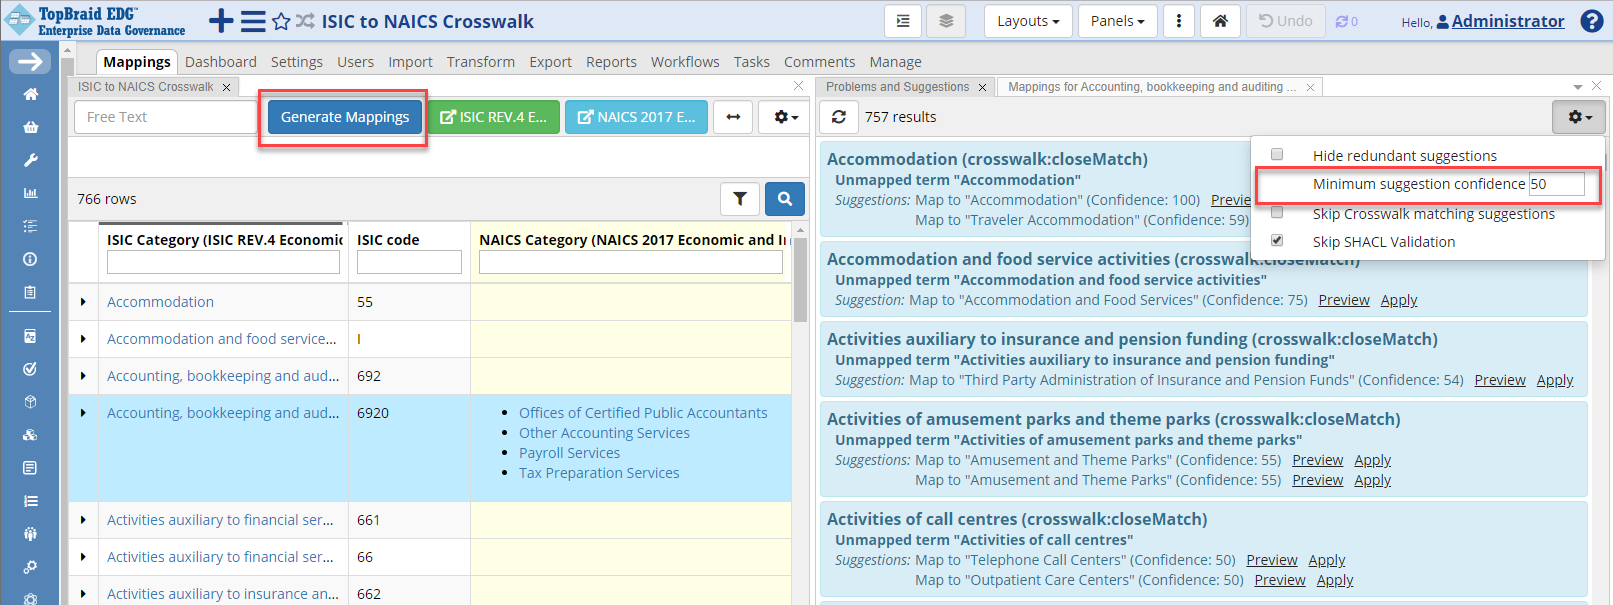 TopBraid EDG™
Enterprise Data Governance
ISIC to NAICS Crosswalk
Layouts
Panels
Undo
0
Hello, Administrator
?
Mappings Dashboard Settings Users Import Transform Export Reports Workflows Tasks Comments Manage
ISIC to NAICS Crosswalk
Free Text
Generate Mappings
ISIC REV.4 E...
NAICS 2017 E...
766 rows
ISIC Category (ISIC REV.4 Economic
ISIC code
NAICS Category (NAICS 2017 Economic and In
Accommodation 55
Accommodation and food service... I
Accounting, bookkeeping and aud... 692
Accounting, bookkeeping and aud... 6920
Offices of Certified Public Accountants
Other Accounting Services
Payroll Services
Tax Preparation Services
Activities auxiliary to financial ser... 661
Activities auxiliary to financial ser... 66
Activities auxiliary to insurance an... 662
Problems and Suggestions
Mappings for Accounting, bookkeeping and auditing ...
757 results
Hide redundant suggestions
Minimum suggestion confidence 50
Skip Crosswalk matching suggestions
Skip SHACL Validation
Accommodation (crosswalk:closeMatch)
Unmapped term "Accommodation"
Suggestions: Map to "Accommodation" (Confidence: 100) Previe
Map to "Traveler Accommodation" (Confidence: 59)
Accommodation and food service activities (crosswalk:closeMatch)
Unmapped term "Accommodation and food service activities"
Suggestion: Map to "Accommodation and Food Services" (Confidence: 75) Preview Apply
Activities auxiliary to insurance and pension funding (crosswalk:closeMatch)
Unmapped term "Activities auxiliary to insurance and pension funding"
Suggestion: Map to "Third Party Administration of Insurance and Pension Funds" (Confidence: 54) Preview Apply
Activities of amusement parks and theme parks (crosswalk:closeMatch)
Unmapped term "Activities of amusement parks and theme parks"
Suggestions: Map to "Amusement and Theme Parks" (Confidence: 55) Preview Apply
Map to "Amusement and Theme Parks" (Confidence: 55) Preview Apply
Activities of call centres (crosswalk:closeMatch)
Unmapped term "Activities of call centres"
Suggestions: Map to "Telephone Call Centers" (Confidence: 50) Preview Apply
Map to "Outpatient Care Centers" (Confidence: 50) Preview Apply